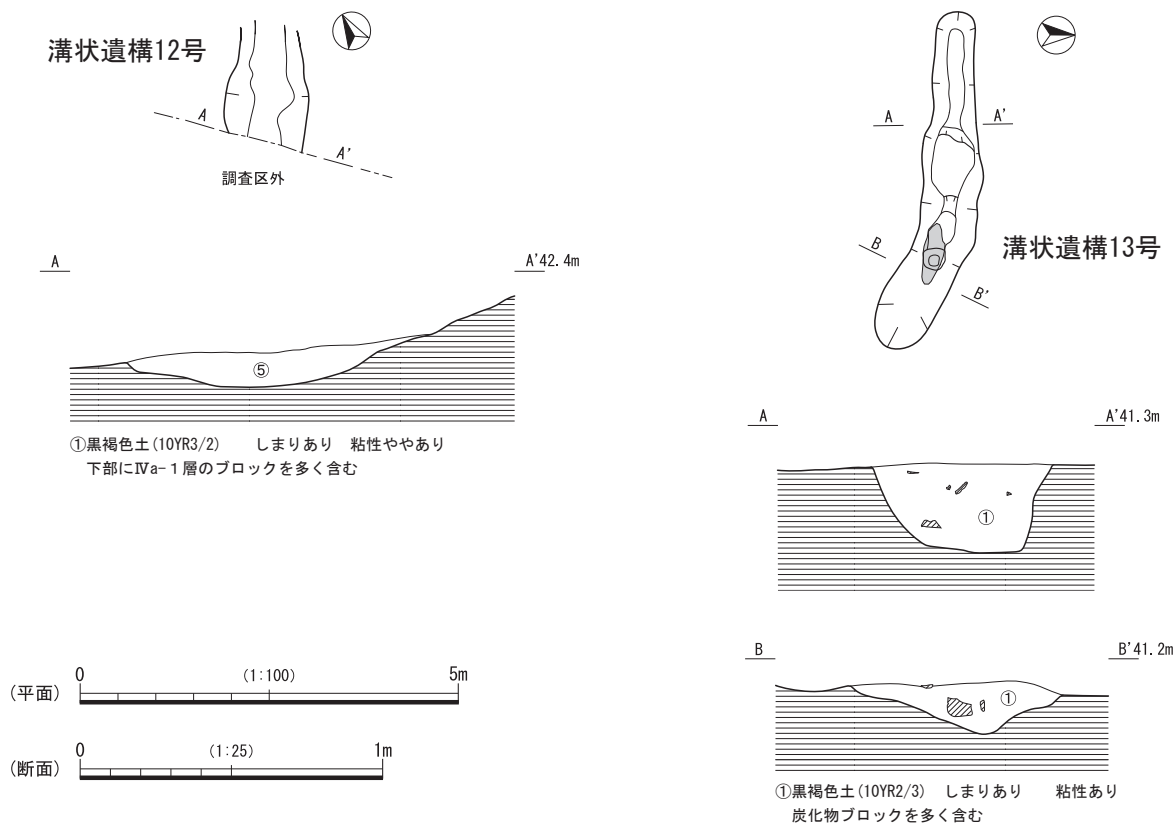 溝状遺構12号
A
A'
調査区外
A
A'42.4m
⑤
①黒褐色土(10YR3/2) しまりあり 粘性ややあり
下部にⅣa-1層のブロックを多く含む
A
A'
B
B'
溝状遺構13号
A
A'41.3m
①
B
B'41.2m
①
①黒褐色土(10YR2/3) しまりあり 粘性あり
炭化物ブロックを多く含む
(平面) 0 (1:100) 5m
(断面) 0 (1:25) 1m